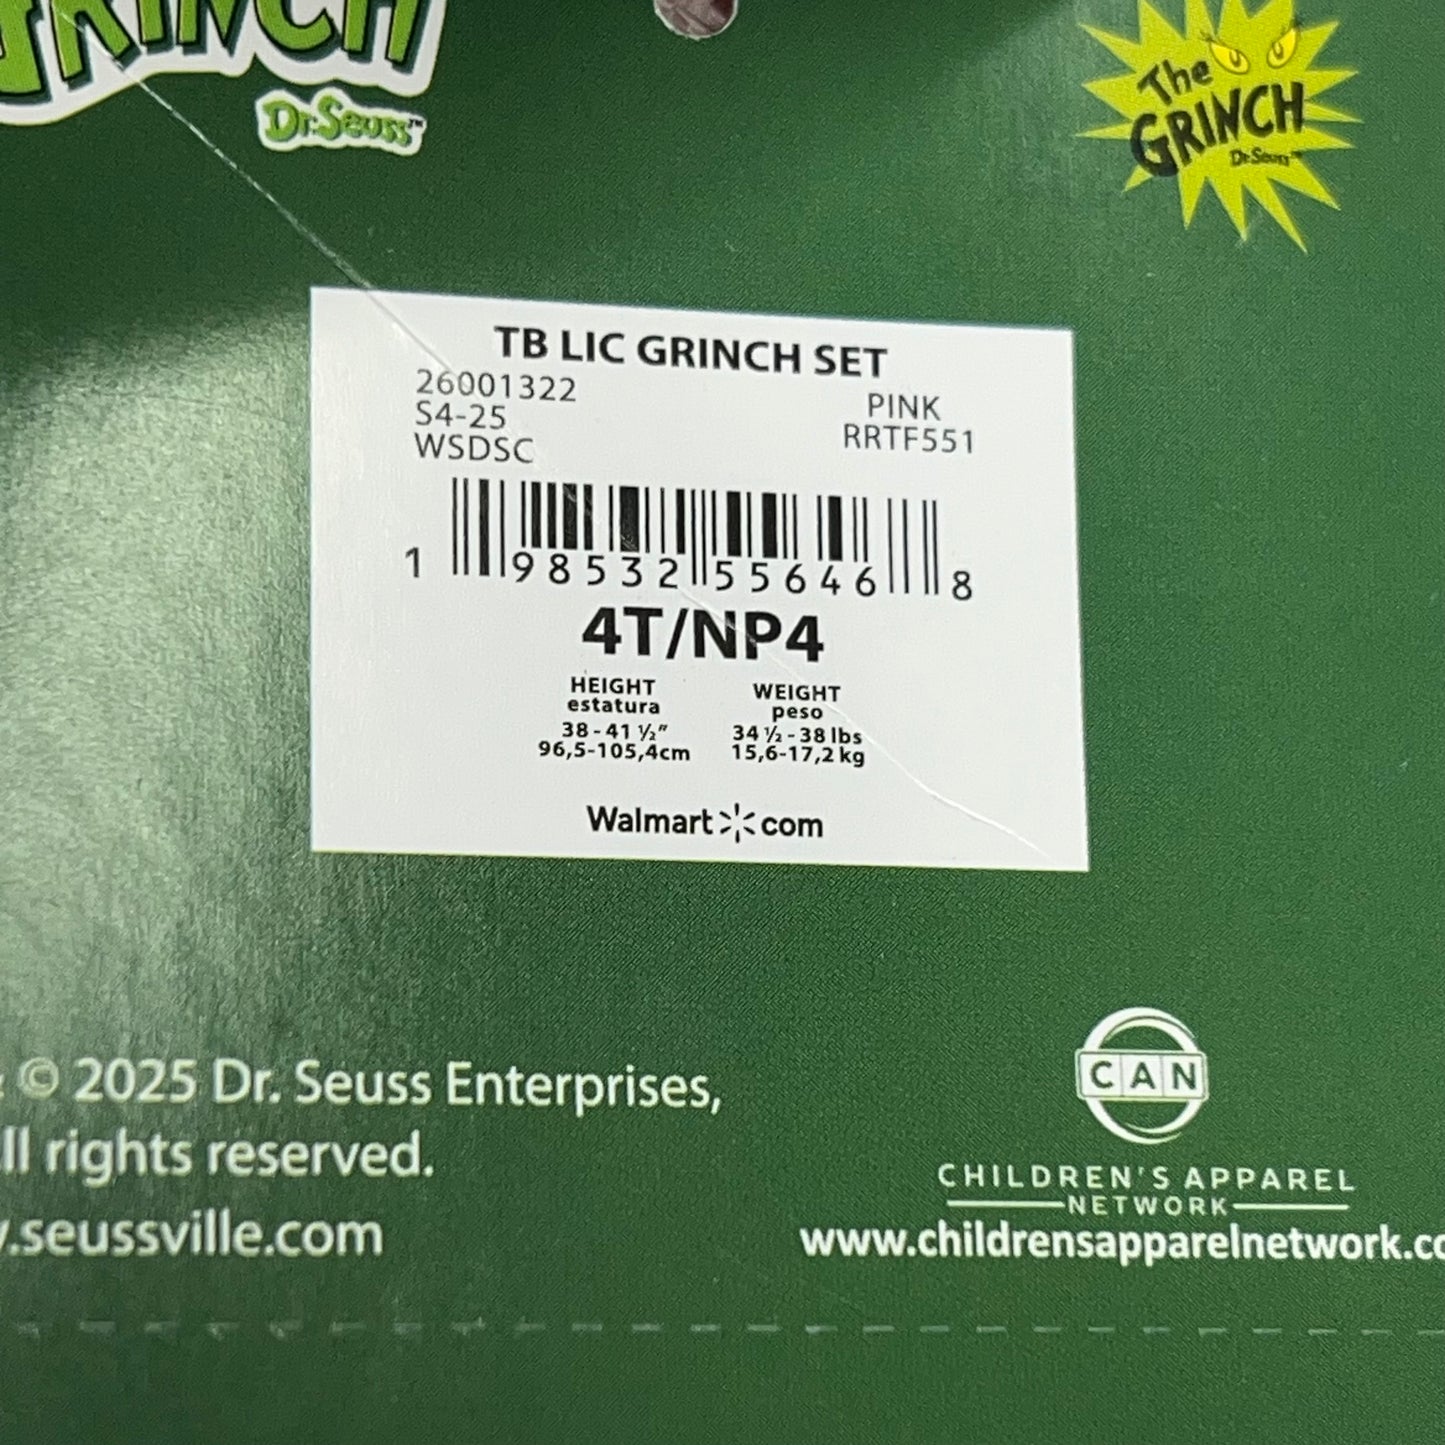 GRINCH
Dr. Seuss™
The
GRINCH
Dr. Seuss™
TB LIC GRINCH SET
26001322
S4-25
WSDSC
PINK
RRTF551
1 98532 55646 8
4T/NP4
HEIGHT
estatura
38 - 41 ½"
96,5-105,4cm
WEIGHT
peso
34 ½ - 38 lbs
15,6-17,2 kg
Walmart com
© 2025 Dr. Seuss Enterprises,
ll rights reserved.
.seussville.com
CAN
CHILDREN'S APPAREL
NETWORK
www.childrensapparelnetwork.co